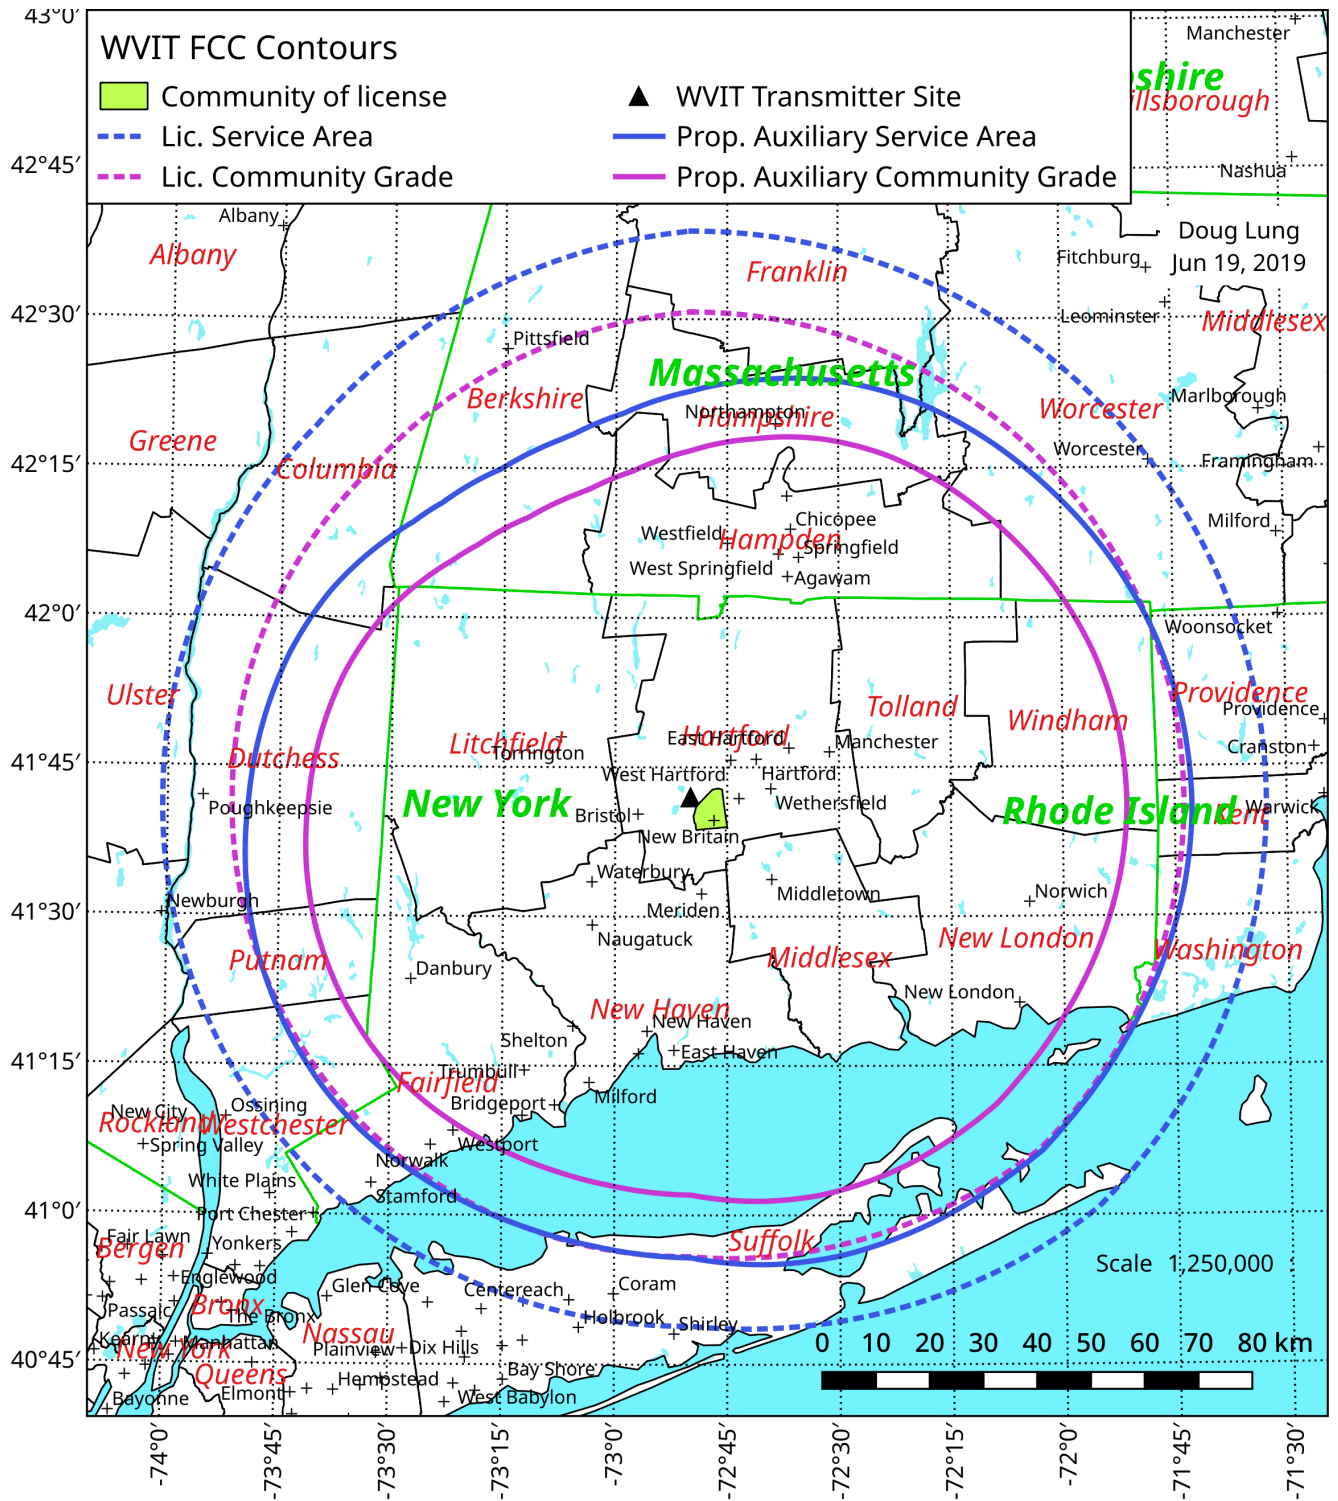 43°0′
WVIT FCC Contours
Community of license
WVIT Transmitter Site
Lic. Service Area
Prop. Auxiliary Service Area
Lic. Community Grade
Prop. Auxiliary Community Grade
Manchester
pshire
illsborough
42°45′
Nashua
Albany
Albany
Doug Lung
Jun 19, 2019
Fitchburg
Franklin
42°30′
Leominster
Middlesex
Pittsfield
Massachusetts
Berkshire
Marlborough
Northampton
Hampshire
Worcester
Greene
Worcester
Framingham
42°15′
Columbia
Chicopee
Milford
Westfield
Hampden
Springfield
West Springfield
Agawam
42°0′
Woonsocket
Ulster
Providence
Tolland
Providence
Windham
Hartford
East Hartford
Litchfield
Torrington
Manchester
Cranston
41°45′
Dutchess
West Hartford
Hartford
New York
Wethersfield
Poughkeepsie
Rhode Island
Warwick
Kent
Bristol
New Britain
Waterbury
Middletown
Norwich
Newburgh
41°30′
Meriden
Naugatuck
New London
Washington
Putnam
Middlesex
Danbury
New London
New Haven
New Haven
Shelton
East Haven
41°15′
Trumbull
Fairfield
Milford
Bridgeport
Ossining
New City
Rockland
Westchester
Spring Valley
Westport
Norwalk
White Plains
Stamford
41°0′
Port Chester
Fair Lawn
Yonkers
Bergen
Suffolk
Scale 1:1,250,000
Englewood
Glen Cove
Centereach
Coram
Passaic
Bronx
The Bronx
Holbrook
Shirley
Nassau
Kearny
Manhattan
New York
Plainview
Dix Hills
0 10 20 30 40 50 60 70 80 km
40°45′
Queens
Hempstead
Bay Shore
Elmont
West Babylon
Bayonne
-74°0′
-73°45′
-73°30′
-73°15′
-73°0′
-72°45′
-72°30′
-72°15′
-72°0′
-71°45′
-71°30′